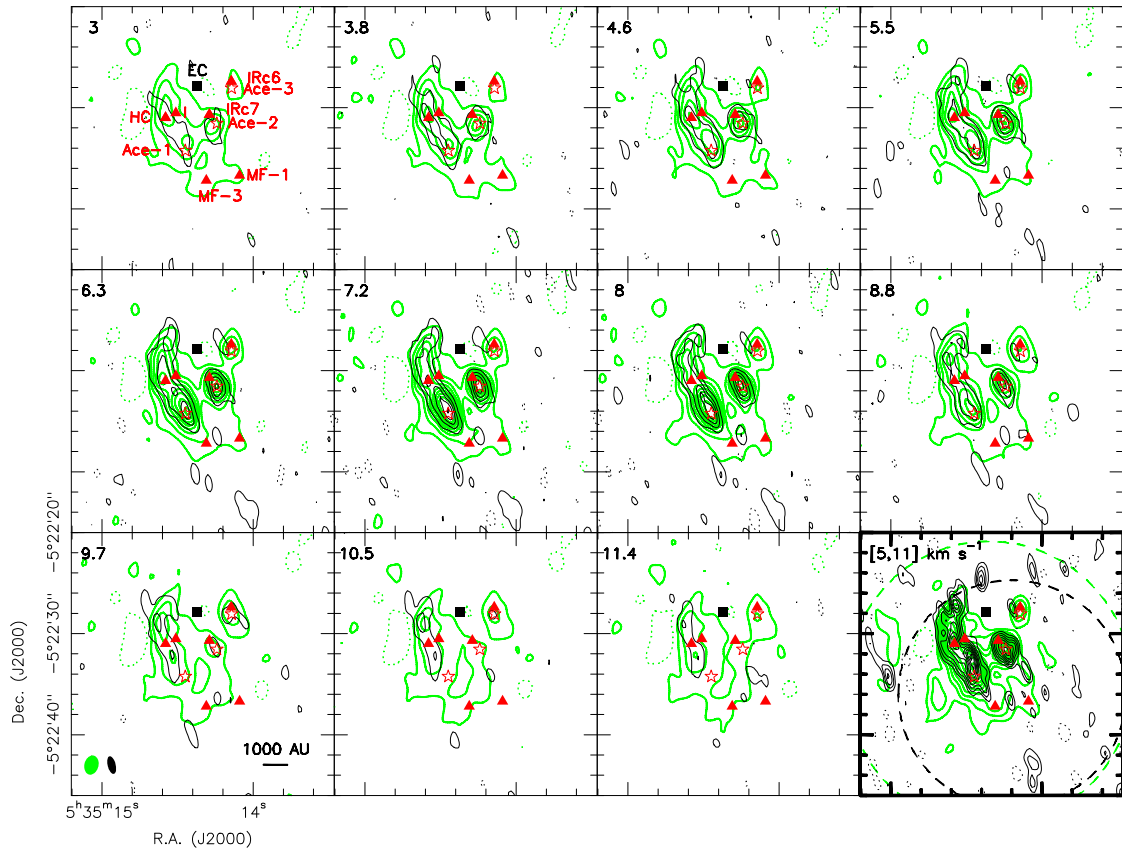 3
3.8
4.6
5.5
EC
IRc6
Ace-3
HC
I
IRc7
Ace-2
Ace-1
MF-1
MF-3
6.3
7.2
8
8.8
9.7
10.5
11.4
[5,11] km s⁻¹
1000 AU
-5°22'20"
-5°22'30"
-5°22'40"
Dec. (J2000)
5ʰ35ᵐ15ˢ
14ˢ
R.A. (J2000)